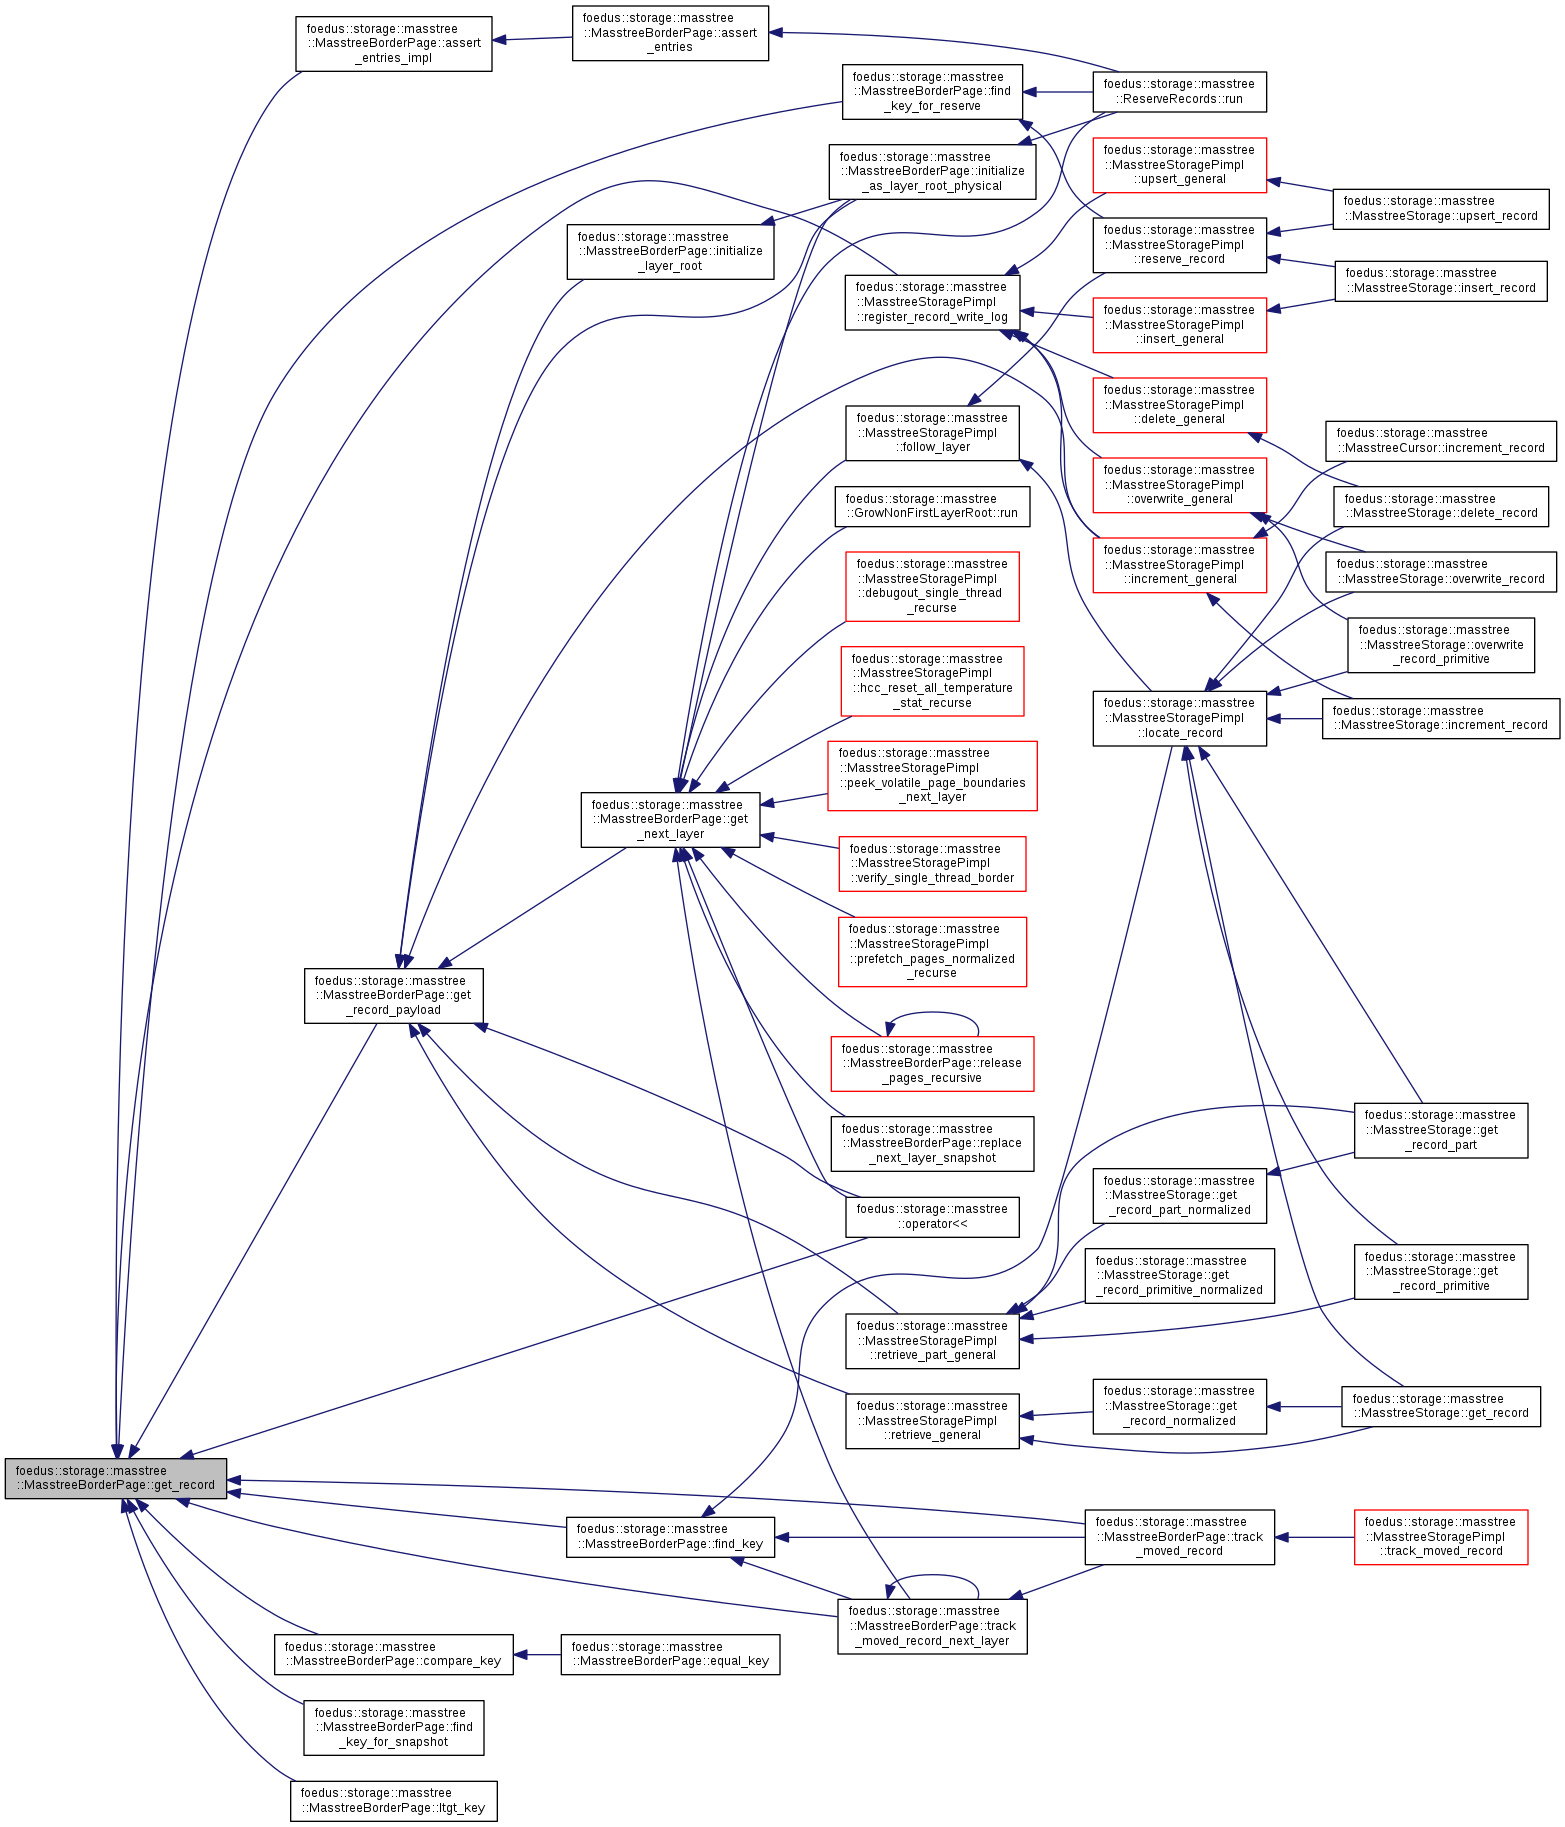 foedus::storage::masstree
::MasstreeBorderPage::get_record
foedus::storage::masstree
::MasstreeBorderPage::assert
_entries_impl
foedus::storage::masstree
::MasstreeBorderPage::get
_record_payload
foedus::storage::masstree
::MasstreeBorderPage::compare_key
foedus::storage::masstree
::MasstreeBorderPage::find
_key_for_snapshot
foedus::storage::masstree
::MasstreeBorderPage::ltgt_key
foedus::storage::masstree
::MasstreeBorderPage::assert
_entries
foedus::storage::masstree
::MasstreeBorderPage::initialize
_layer_root
foedus::storage::masstree
::MasstreeBorderPage::get
_next_layer
foedus::storage::masstree
::MasstreeBorderPage::find_key
foedus::storage::masstree
::MasstreeBorderPage::equal_key
foedus::storage::masstree
::MasstreeBorderPage::find
_key_for_reserve
foedus::storage::masstree
::MasstreeBorderPage::initialize
_as_layer_root_physical
foedus::storage::masstree
::MasstreeStoragePimpl
::register_record_write_log
foedus::storage::masstree
::MasstreeStoragePimpl
::follow_layer
foedus::storage::masstree
::GrowNonFirstLayerRoot::run
foedus::storage::masstree
::MasstreeStoragePimpl
::debugout_single_thread
_recurse
foedus::storage::masstree
::MasstreeStoragePimpl
::hcc_reset_all_temperature
_stat_recurse
foedus::storage::masstree
::MasstreeStoragePimpl
::peek_volatile_page_boundaries
_next_layer
foedus::storage::masstree
::MasstreeStoragePimpl
::verify_single_thread_border
foedus::storage::masstree
::MasstreeStoragePimpl
::prefetch_pages_normalized
_recurse
foedus::storage::masstree
::MasstreeBorderPage::release
_pages_recursive
foedus::storage::masstree
::MasstreeBorderPage::replace
_next_layer_snapshot
foedus::storage::masstree
::operator<<
foedus::storage::masstree
::MasstreeStoragePimpl
::retrieve_part_general
foedus::storage::masstree
::MasstreeStoragePimpl
::retrieve_general
foedus::storage::masstree
::MasstreeBorderPage::track
_moved_record_next_layer
foedus::storage::masstree
::ReserveRecords::run
foedus::storage::masstree
::MasstreeStoragePimpl
::upsert_general
foedus::storage::masstree
::MasstreeStoragePimpl
::reserve_record
foedus::storage::masstree
::MasstreeStoragePimpl
::insert_general
foedus::storage::masstree
::MasstreeStoragePimpl
::delete_general
foedus::storage::masstree
::MasstreeStoragePimpl
::overwrite_general
foedus::storage::masstree
::MasstreeStoragePimpl
::increment_general
foedus::storage::masstree
::MasstreeStoragePimpl
::locate_record
foedus::storage::masstree
::MasstreeStorage::get
_record_part_normalized
foedus::storage::masstree
::MasstreeStorage::get
_record_primitive_normalized
foedus::storage::masstree
::MasstreeStorage::get
_record_normalized
foedus::storage::masstree
::MasstreeBorderPage::track
_moved_record
foedus::storage::masstree
::MasstreeStorage::upsert_record
foedus::storage::masstree
::MasstreeStorage::insert_record
foedus::storage::masstree
::MasstreeCursor::increment_record
foedus::storage::masstree
::MasstreeStorage::delete_record
foedus::storage::masstree
::MasstreeStorage::overwrite_record
foedus::storage::masstree
::MasstreeStorage::overwrite
_record_primitive
foedus::storage::masstree
::MasstreeStorage::increment_record
foedus::storage::masstree
::MasstreeStorage::get
_record_part
foedus::storage::masstree
::MasstreeStorage::get
_record_primitive
foedus::storage::masstree
::MasstreeStorage::get_record
foedus::storage::masstree
::MasstreeStoragePimpl
::track_moved_record